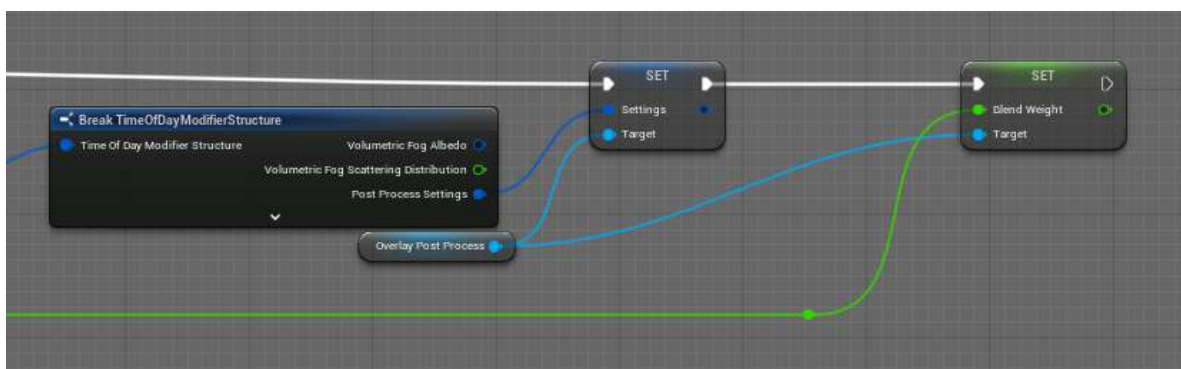 SET
Settings
Target
SET
Blend Weight
Target
Break TimeOfDayModifierStructure
Time Of Day Modifier Structure
Volumetric Fog Albedo
Volumetric Fog Scattering Distribution
Post Process Settings
Overlay Post Process